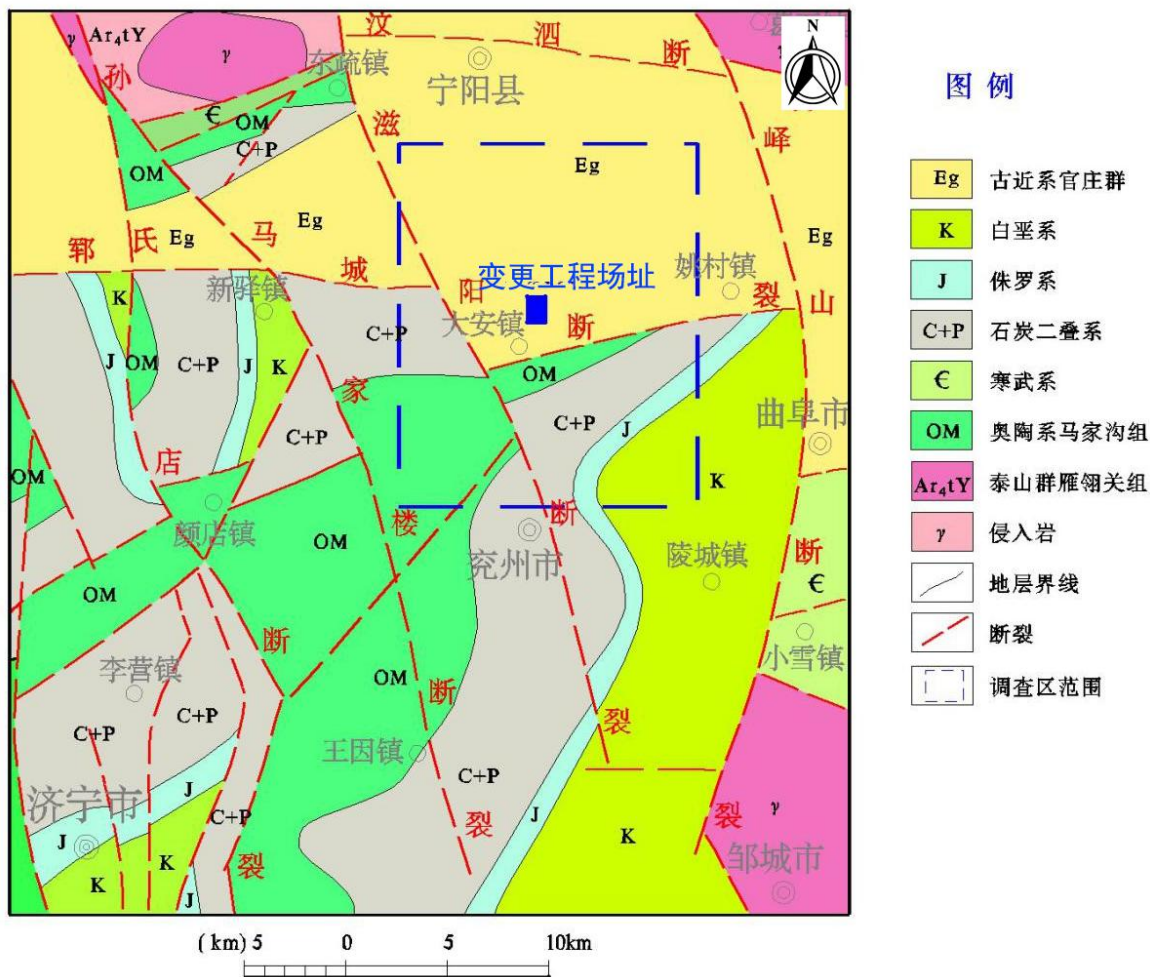 Ar₄tY
γ
γ
孙
汶
泗
断
N
东疏镇
宁阳县
Є
OM
C+P
滋
峄
OM
Eg
Eg
Eg
Eg
郓
氏
马
城
新驿镇
阳
变更工程场址
姚村镇
裂
山
大安镇
断
K
J
OM
C+P
J
K
C+P
OM
家
C+P
C+P
J
曲阜市
店
OM
颜店镇
OM
楼
K
断
兖州市
陵城镇
断
Є
OM
断
李营镇
小雪镇
OM
断
C+P
C+P
王因镇
裂
C+P
济宁市
J
C+P
J
裂
J
裂
γ
K
K
K
裂
邹城市
J
(km) 5 0 5 10km
图 例
Eg 古近系官庄群
K 白垩系
J 侏罗系
C+P 石炭二叠系
Є 寒武系
OM 奥陶系马家沟组
Ar₄tY 泰山群雁翎关组
γ 侵入岩
地层界线
断裂
调查区范围